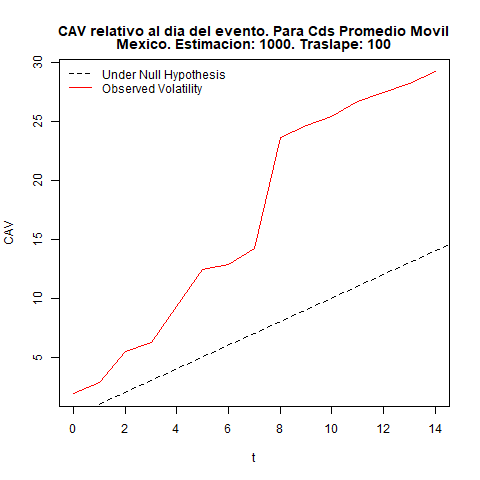 CAV relativo al dia del evento. Para Cds Promedio Movil
Mexico. Estimacion: 1000. Traslape: 100
Under Null Hypothesis
Observed Volatility
30
25
20
15
10
5
CAV
0 2 4 6 8 10 12 14
t